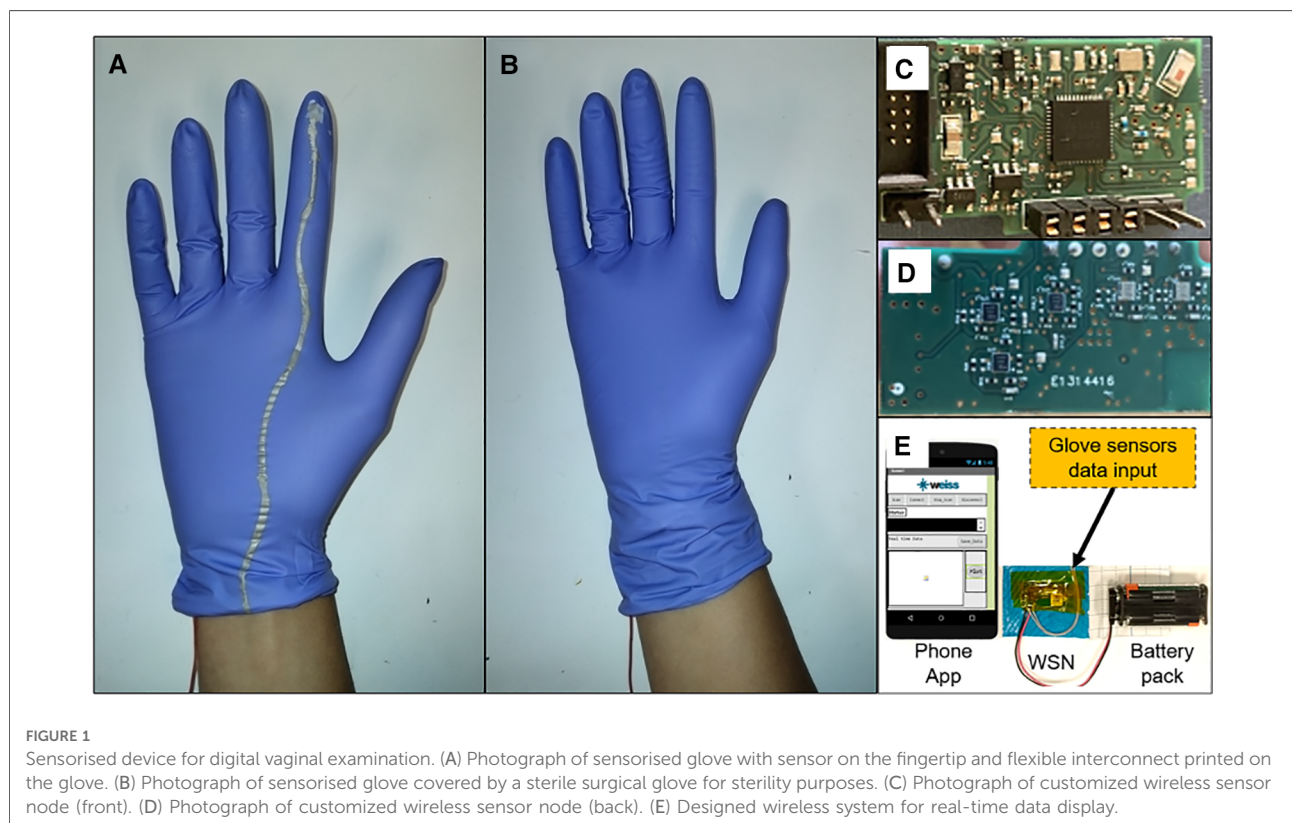 A
B
C
D
E1314416
E
Glove sensors
data input
weiss
Scan
Connect
Stop_Scan
Disconnect
Status
Real time Data
Save_Data
Phone
App
WSN
Battery
pack
FIGURE 1
Sensorised device for digital vaginal examination. (A) Photograph of sensorised glove with sensor on the fingertip and flexible interconnect printed on
the glove. (B) Photograph of sensorised glove covered by a sterile surgical glove for sterility purposes. (C) Photograph of customized wireless sensor
node (front). (D) Photograph of customized wireless sensor node (back). (E) Designed wireless system for real-time data display.